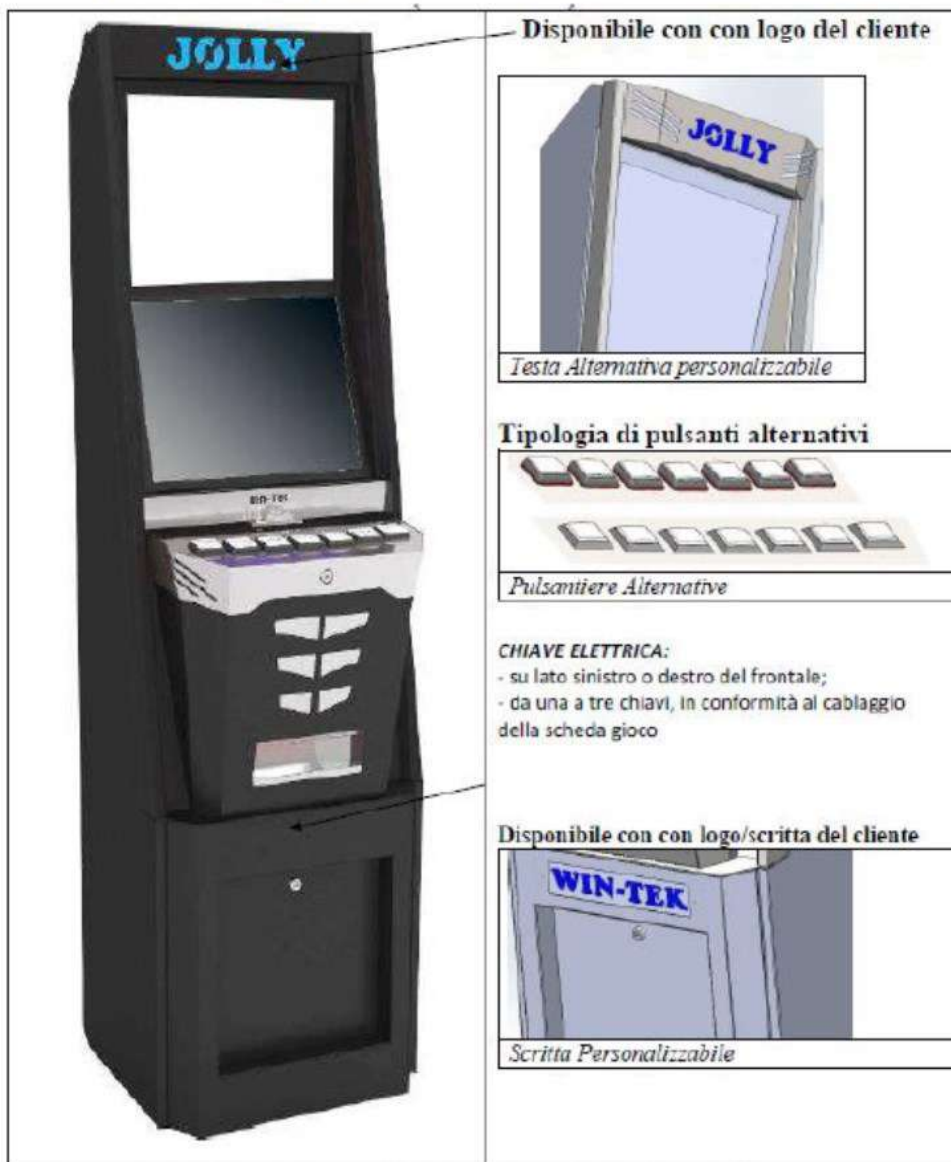 JOLLY
Disponibile con con logo del cliente
JOLLY
Testa Alternativa personalizzabile
Tipologia di pulsanti alternativi
WIN-TEK
Pulsantiere Alternative
CHIAVE ELETTRICA:
- su lato sinistro o destro del frontale;
- da una a tre chiavi, in conformità al cablaggio
della scheda gioco
Disponibile con con logo/scritta del cliente
WIN-TEK
Scritta Personalizzabile